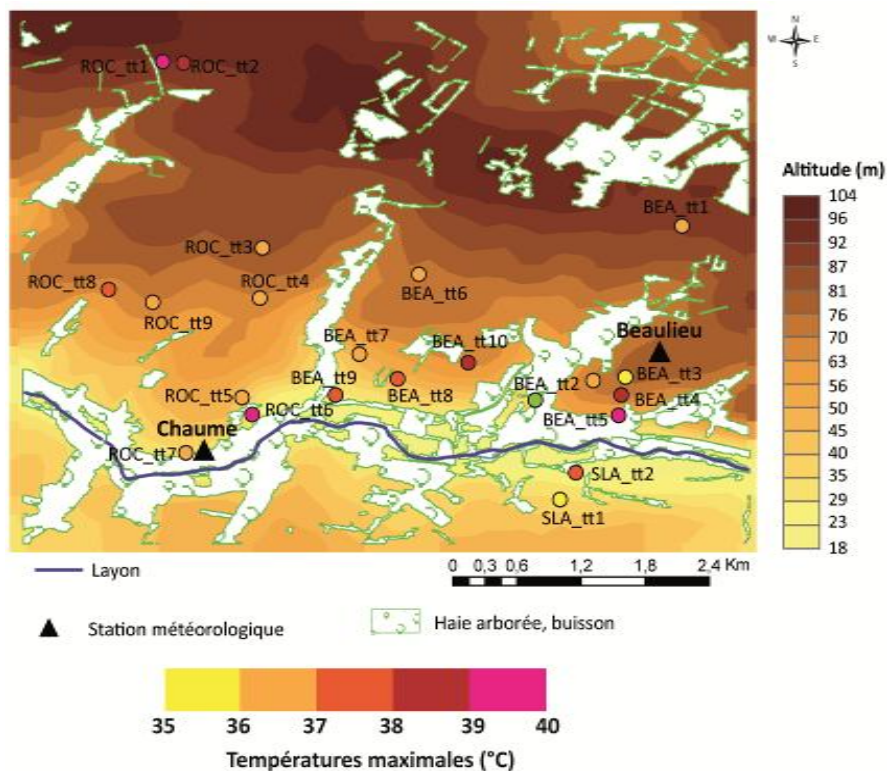 N
W E
S
ROC_tt1
ROC_tt2
Altitude (m)
104
96
92
87
81
76
70
63
56
50
45
40
35
29
23
18
BEA_tt1
ROC_tt3
ROC_tt8
ROC_tt4
BEA_tt6
ROC_tt9
Beaulieu
BEA_tt7
BEA_tt10
BEA_tt9
BEA_tt8
BEA_tt2
BEA_tt3
BEA_tt4
ROC_tt5
ROC_tt6
BEA_tt5
Chaume
ROC_tt7
SLA_tt2
SLA_tt1
Layon
0 0,3 0,6 1,2 1,8 2,4 Km
Station météorologique
Haie arborée, buisson
35 36 37 38 39 40
Températures maximales (°C)